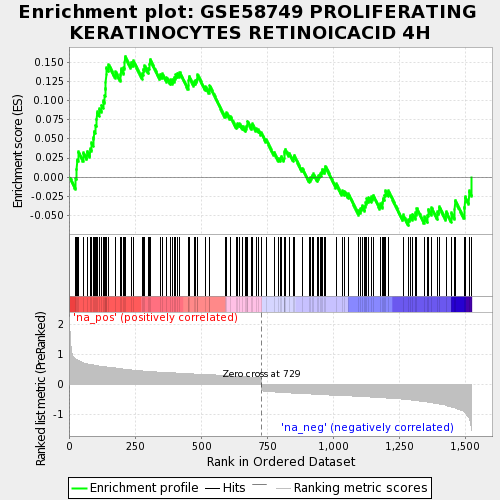 Enrichment plot: GSE58749 PROLIFERATING
KERATINOCYTES RETINOICACID 4H
Enrichment score (ES)
0.150
0.125
0.100
0.075
0.050
0.025
0.000
-0.025
-0.050
'na_pos' (positively correlated)
Ranked list metric (PreRanked)
2
1
0
-1
Zero cross at 729
'na_neg' (negatively correlated)
0
250
500
750
1,000
1,250
1,500
Rank in Ordered Dataset
Enrichment profile
Hits
Ranking metric scores